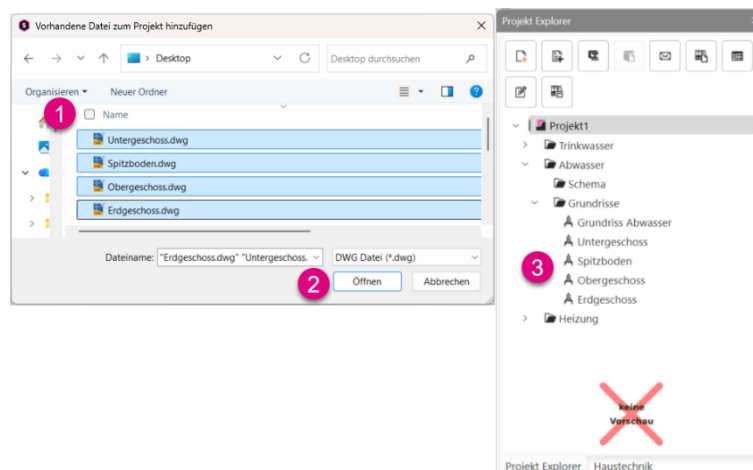 Vorhandene Datei zum Projekt hinzufügen
Desktop
Desktop durchsuchen
Organisieren
Neuer Ordner
1
Name
Untergeschoss.dwg
Spitzboden.dwg
Obergeschoss.dwg
Erdgeschoss.dwg
Dateiname:
"Erdgeschoss.dwg" "Untergeschoss.
DWG Datei (*.dwg)
2
Öffnen
Abbrechen
Projekt Explorer
Projekt1
Trinkwasser
Abwasser
Schema
Grundrisse
Grundriss Abwasser
Untergeschoss
3
Spitzboden
Obergeschoss
Erdgeschoss
Heizung
keine
Vorschau
Projekt Explorer
Haustechnik